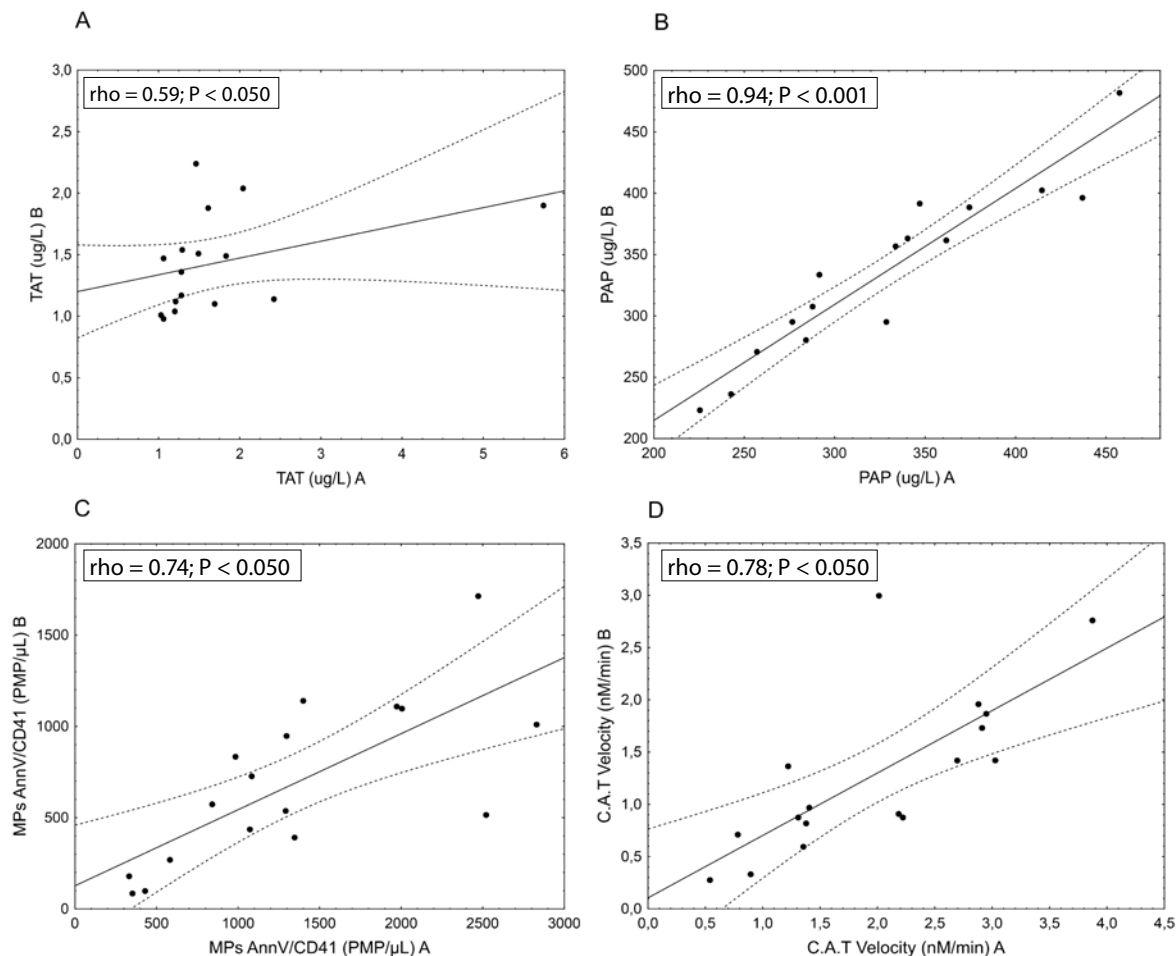 A
rho = 0.59; P < 0.050
3,0
2,5
2,0
1,5
1,0
0,5
0,0
TAT (ug/L) B
0 1 2 3 4 5 6
TAT (ug/L) A
B
rho = 0.94; P < 0.001
500
450
400
350
300
250
200
PAP (ug/L) B
200 250 300 350 400 450
PAP (ug/L) A
C
rho = 0.74; P < 0.050
2000
1500
1000
500
0
MPs AnnV/CD41 (PMP/µL) B
0 500 1000 1500 2000 2500 3000
MPs AnnV/CD41 (PMP/µL) A
D
rho = 0.78; P < 0.050
3,5
3,0
2,5
2,0
1,5
1,0
0,5
0,0
C.A.T Velocity (nM/min) B
0,0 0,5 1,0 1,5 2,0 2,5 3,0 3,5 4,0 4,5
C.A.T Velocity (nM/min) A